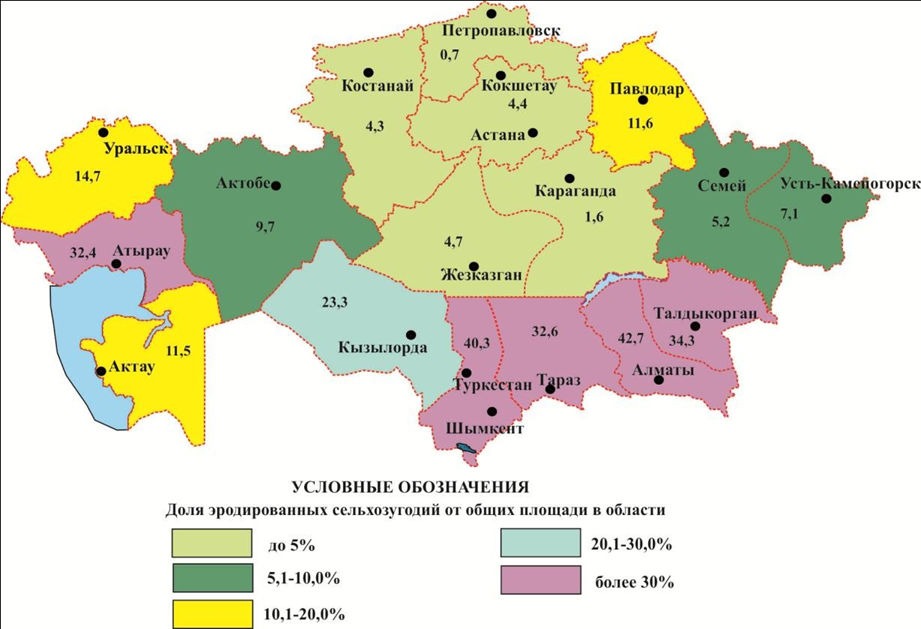 Петропавловск
0,7
Костанай
Кокшетау
4,4
Павлодар
11,6
4,3
Астана
Уральск
14,7
Актобе
9,7
Караганда
1,6
Семей
5,2
Усть-Каменогорск
7,1
32,4
Атырау
4,7
Жезказган
23,3
Кызылорда
40,3
32,6
42,7
Талдыкорган
34,3
Актау
11,5
Туркестан
Тараз
Алматы
Шымкент
УСЛОВНЫЕ ОБОЗНАЧЕНИЯ
Доля эродированных сельхозугодий от общих площади в области
до 5%
5,1-10,0%
10,1-20,0%
20,1-30,0%
более 30%